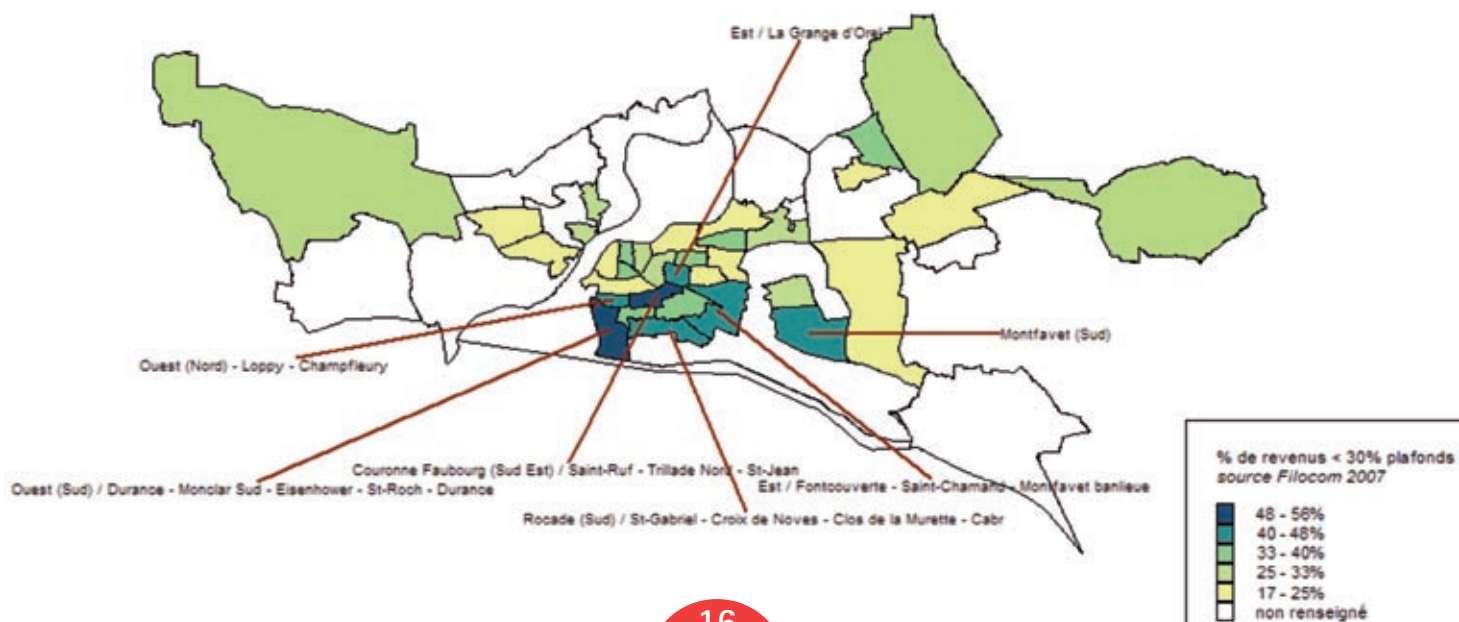 Est / La Grange d'Orel
Montfavet (Sud)
Ouest (Nord) - Loppy - Champfleury
Couronne Faubourg (Sud Est) / Saint-Ruf - Trillade Nord - St-Jean
Ouest (Sud) / Durance - Monclar Sud - Eisenhower - St-Roch - Durance
Est / Fontcouverte - Saint-Chamand - Montfavet banlieue
Rocade (Sud) / St-Gabriel - Croix de Noves - Clos de la Murette - Cabr
% de revenus < 30% plafonds
source Filocom 2007
48 - 56%
40 - 48%
33 - 40%
25 - 33%
17 - 25%
non renseigné
16